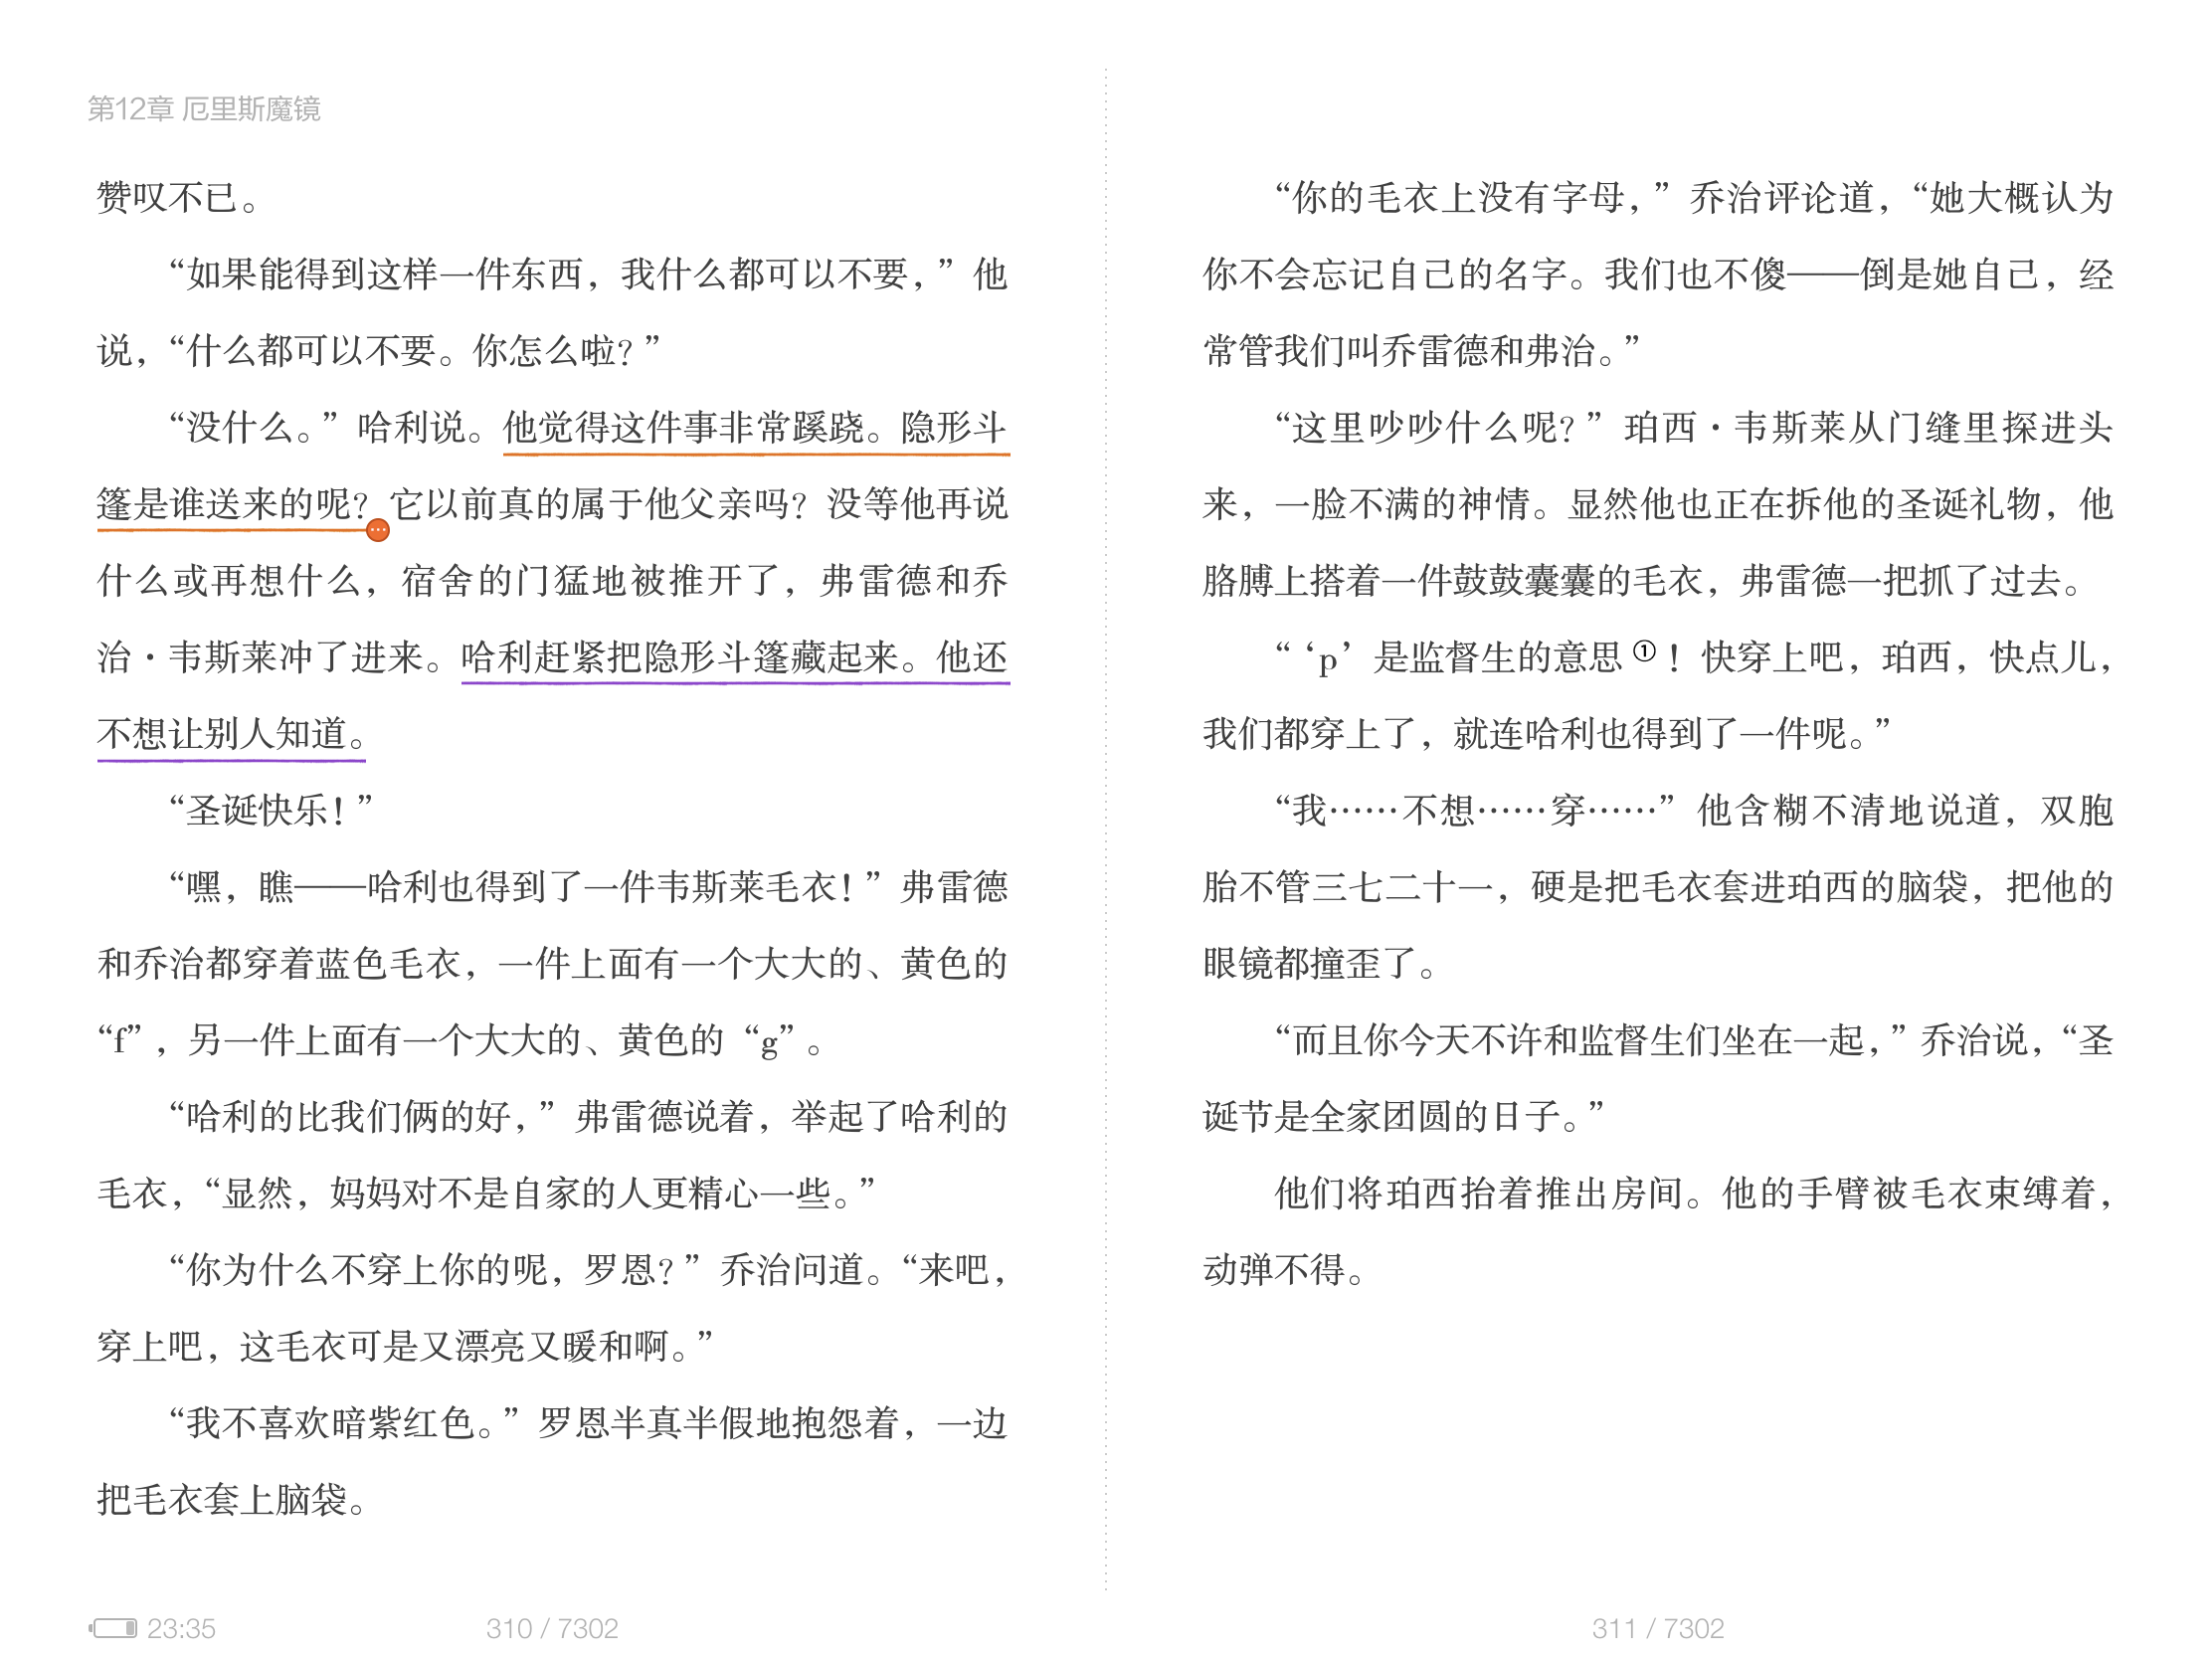 第12章 厄里斯魔镜
赞叹不已。
“如果能得到这样一件东西，我什么都可以不要，”他
说，“什么都可以不要。你怎么啦？”
“没什么。”哈利说。他觉得这件事非常蹊跷。隐形斗
篷是谁送来的呢？它以前真的属于他父亲吗？没等他再说
什么或再想什么，宿舍的门猛地被推开了，弗雷德和乔
治·韦斯莱冲了进来。哈利赶紧把隐形斗篷藏起来。他还
不想让别人知道。
“圣诞快乐！”
“嘿，瞧——哈利也得到了一件韦斯莱毛衣！”弗雷德
和乔治都穿着蓝色毛衣，一件上面有一个大大的、黄色的
“f”，另一件上面有一个大大的、黄色的“g”。
“哈利的比我们俩的好，”弗雷德说着，举起了哈利的
毛衣，“显然，妈妈对不是自家的人更精心一些。”
“你为什么不穿上你的呢，罗恩？”乔治问道。“来吧，
穿上吧，这毛衣可是又漂亮又暖和啊。”
“我不喜欢暗紫红色。”罗恩半真半假地抱怨着，一边
把毛衣套上脑袋。
“你的毛衣上没有字母，”乔治评论道，“她大概认为
你不会忘记自己的名字。我们也不傻——倒是她自己，经
常管我们叫乔雷德和弗治。”
“这里吵吵什么呢？”珀西·韦斯莱从门缝里探进头
来，一脸不满的神情。显然他也正在拆他的圣诞礼物，他
胳膊上搭着一件鼓鼓囊囊的毛衣，弗雷德一把抓了过去。
“‘p’是监督生的意思①！快穿上吧，珀西，快点儿，
我们都穿上了，就连哈利也得到了一件呢。”
“我……不想……穿……”他含糊不清地说道，双胞
胎不管三七二十一，硬是把毛衣套进珀西的脑袋，把他的
眼镜都撞歪了。
“而且你今天不许和监督生们坐在一起，”乔治说，“圣
诞节是全家团圆的日子。”
他们将珀西抬着推出房间。他的手臂被毛衣束缚着，
动弹不得。
23:35
310 / 7302
311 / 7302